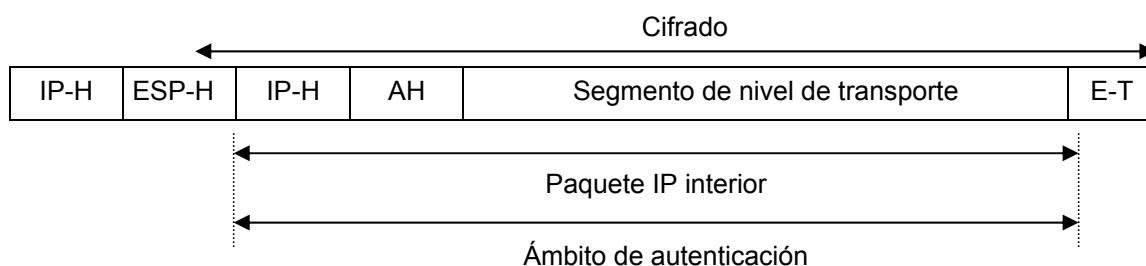 Cifrado
IP-H ESP-H IP-H AH Segmento de nivel de transporte E-T
Paquete IP interior
Ámbito de autenticación